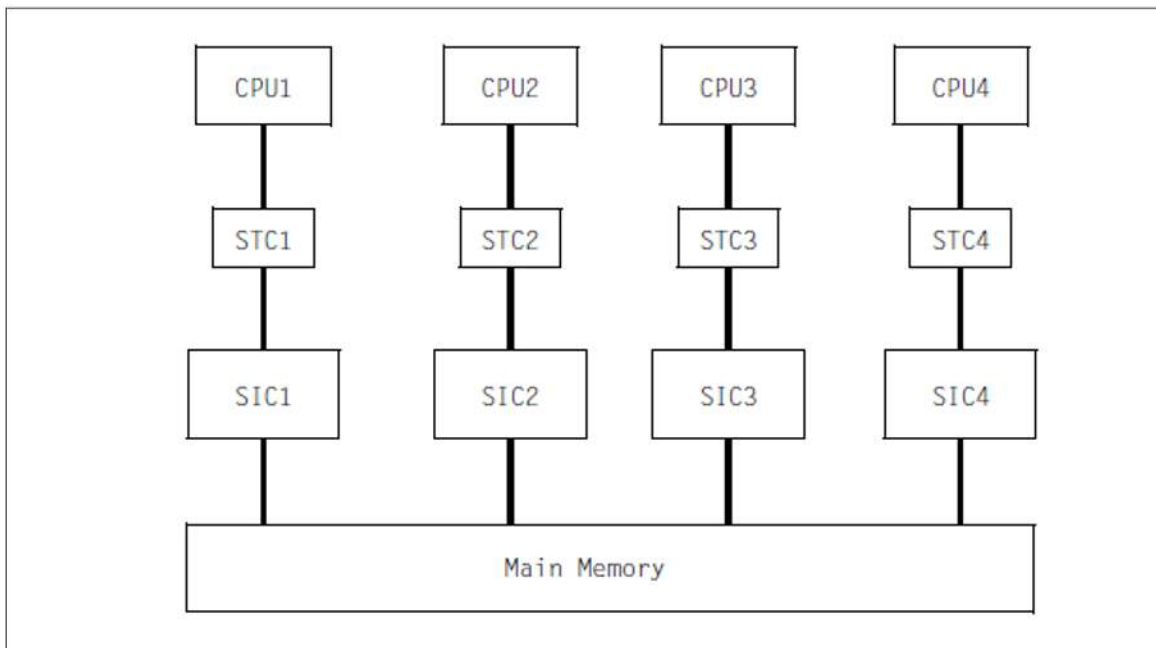 CPU1 CPU2 CPU3 CPU4
STC1 STC2 STC3 STC4
SIC1 SIC2 SIC3 SIC4
Main Memory